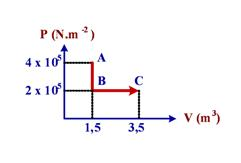 P (N.m⁻²)
4 x 10⁵ A
2 x 10⁵ B C
1,5 3,5 V (m³)